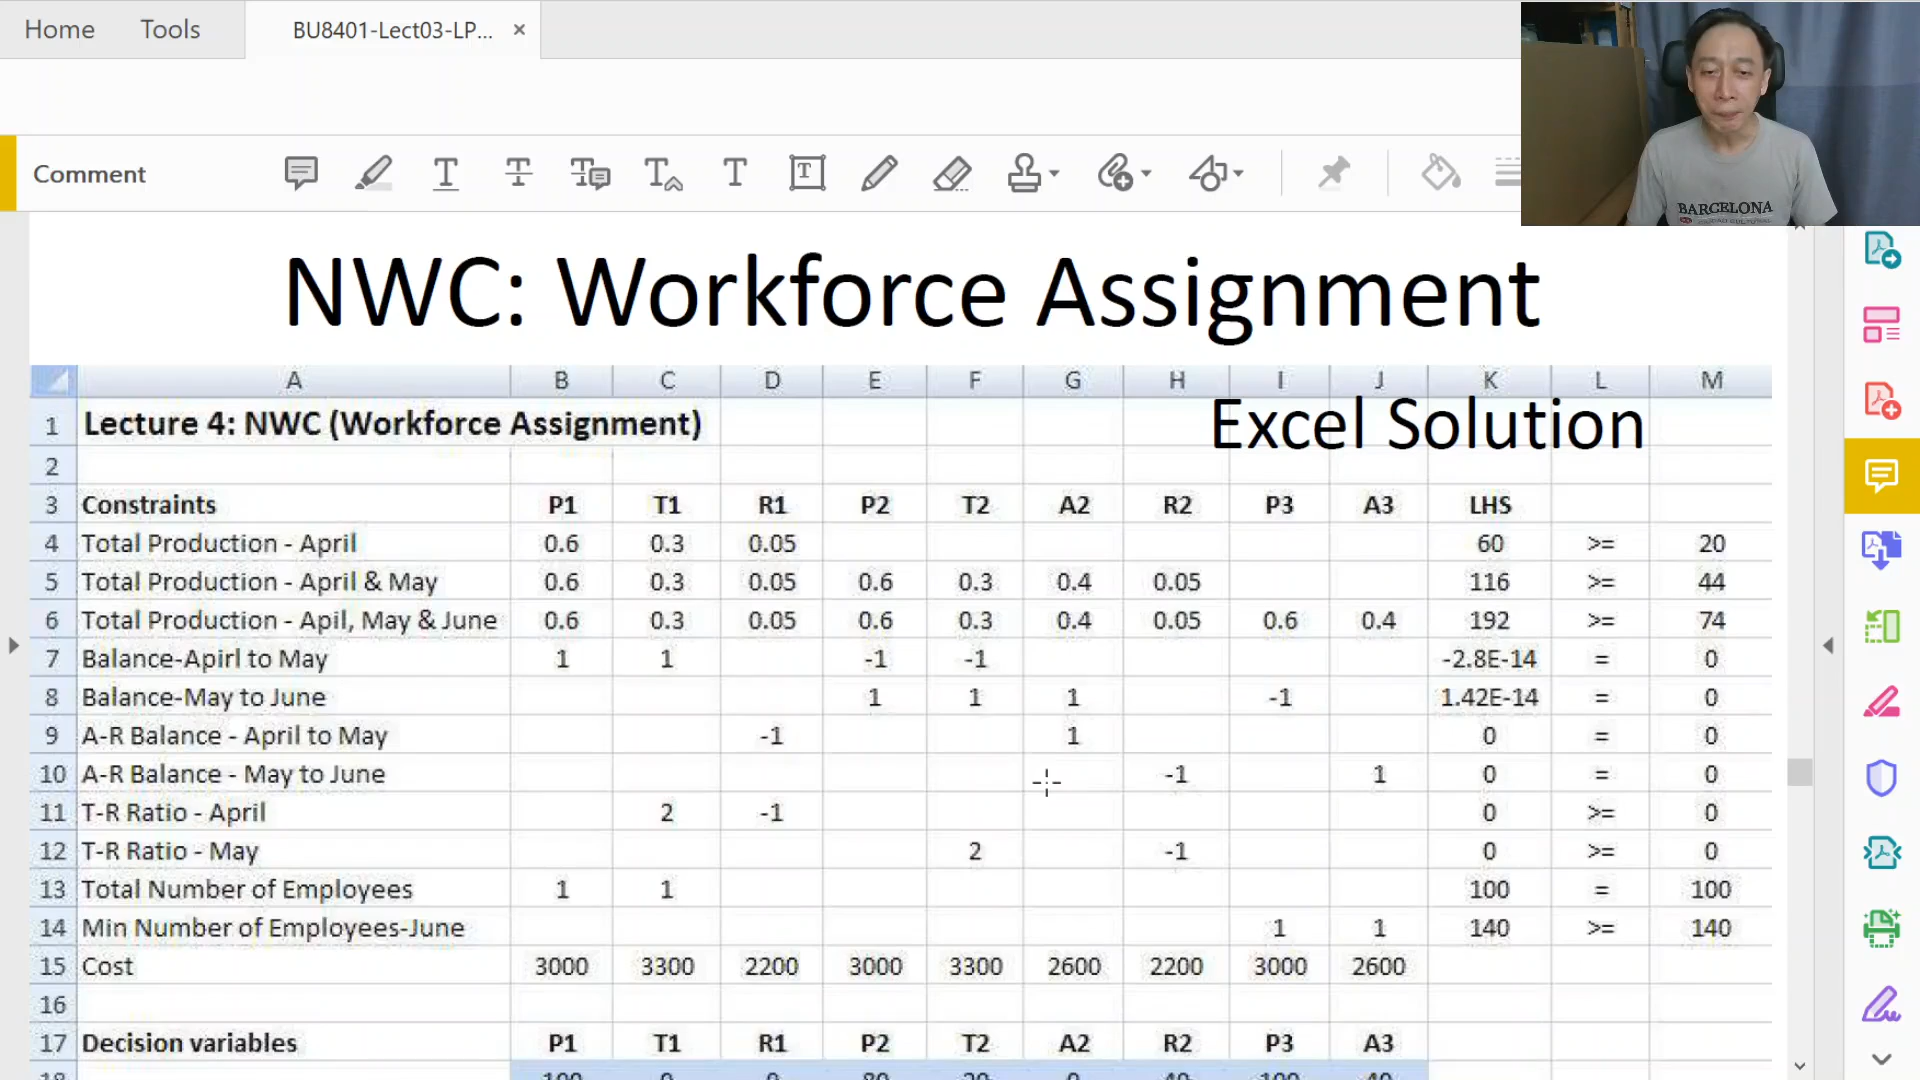 Home Tools BU8401-Lect03-LP... ×
Comment
BARCELONA
NWC: Workforce Assignment
A B C D E F G H I J K L M
1 Lecture 4: NWC (Workforce Assignment)
Excel Solution
2
3 Constraints P1 T1 R1 P2 T2 A2 R2 P3 A3 LHS
4 Total Production - April 0.6 0.3 0.05 60 >= 20
5 Total Production - April & May 0.6 0.3 0.05 0.6 0.3 0.4 0.05 116 >= 44
6 Total Production - Apil, May & June 0.6 0.3 0.05 0.6 0.3 0.4 0.05 0.6 0.4 192 >= 74
7 Balance-Apirl to May 1 1 -1 -1 -2.8E-14 = 0
8 Balance-May to June 1 1 1 -1 1.42E-14 = 0
9 A-R Balance - April to May -1 1 0 = 0
10 A-R Balance - May to June -1 1 0 = 0
11 T-R Ratio - April 2 -1 0 >= 0
12 T-R Ratio - May 2 -1 0 >= 0
13 Total Number of Employees 1 1 100 = 100
14 Min Number of Employees-June 1 1 140 >= 140
15 Cost 3000 3300 2200 3000 3300 2600 2200 3000 2600
16
17 Decision variables P1 T1 R1 P2 T2 A2 R2 P3 A3